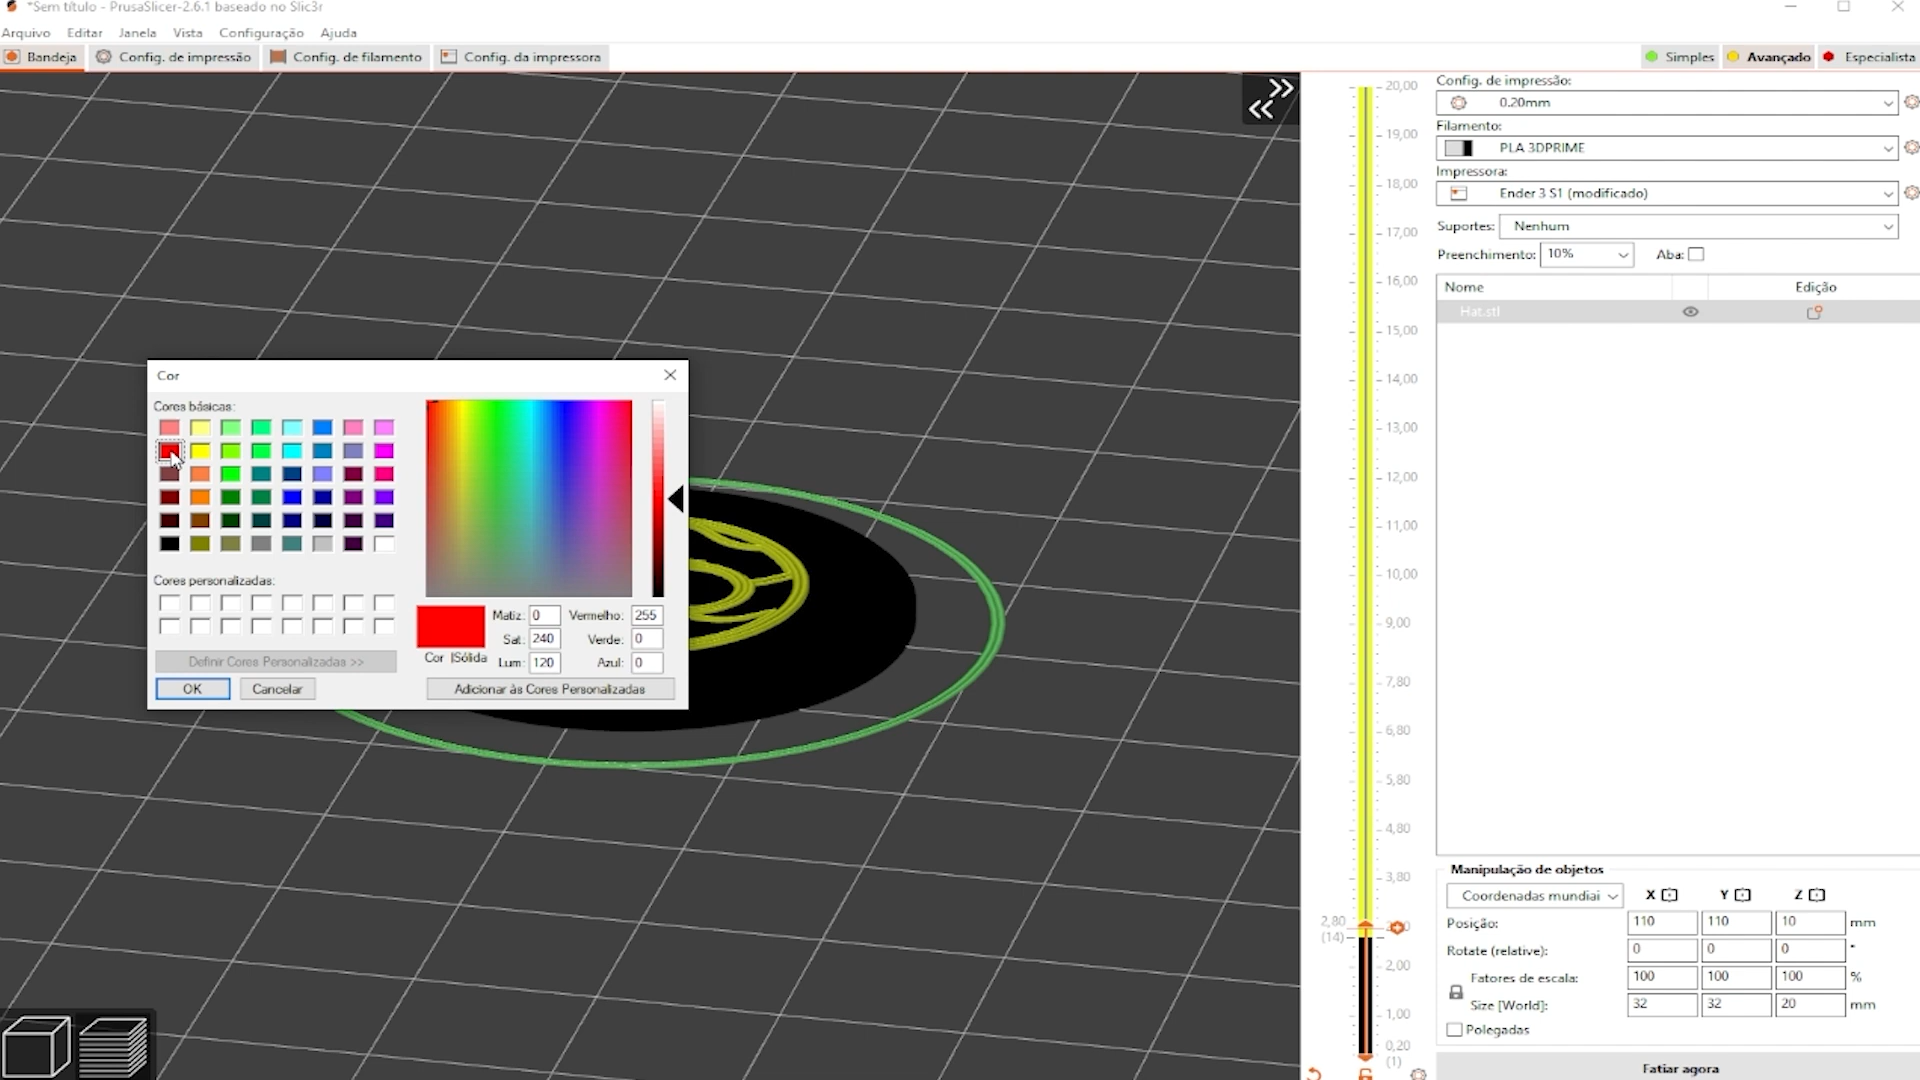 *Sem título - PrusaSlicer-2.6.1 baseado no Slic3r
Arquivo Editar Janela Vista Configuração Ajuda
Bandeja Config. de impressão Config. de filamento Config. da impressora
Simples Avançado Especialista
Config. de impressão:
0.20mm
Filamento:
PLA 3DPRIME
Impressora:
Ender 3 S1 (modificado)
Suportes: Nenhum
Preenchimento: 10% Aba:
Nome Edição
Hat.stl
20,00
19,00
18,00
17,00
16,00
15,00
14,00
13,00
12,00
11,00
10,00
9,00
7,80
6,80
5,80
4,80
3,80
2,80
(14)
2,00
1,00
0,20
(1)
Cor
Cores básicas:
Cores personalizadas:
Definir Cores Personalizadas >>
OK Cancelar
Cor |Sólida
Matiz: 0 Vermelho: 255
Sat: 240 Verde: 0
Lum: 120 Azul: 0
Adicionar às Cores Personalizadas
Manipulação de objetos
Coordenadas mundiai X Y Z
Posição: 110 110 10 mm
Rotate (relative): 0 0 0 °
Fatores de escala: 100 100 100 %
Size [World]: 32 32 20 mm
Polegadas
Fatiar agora